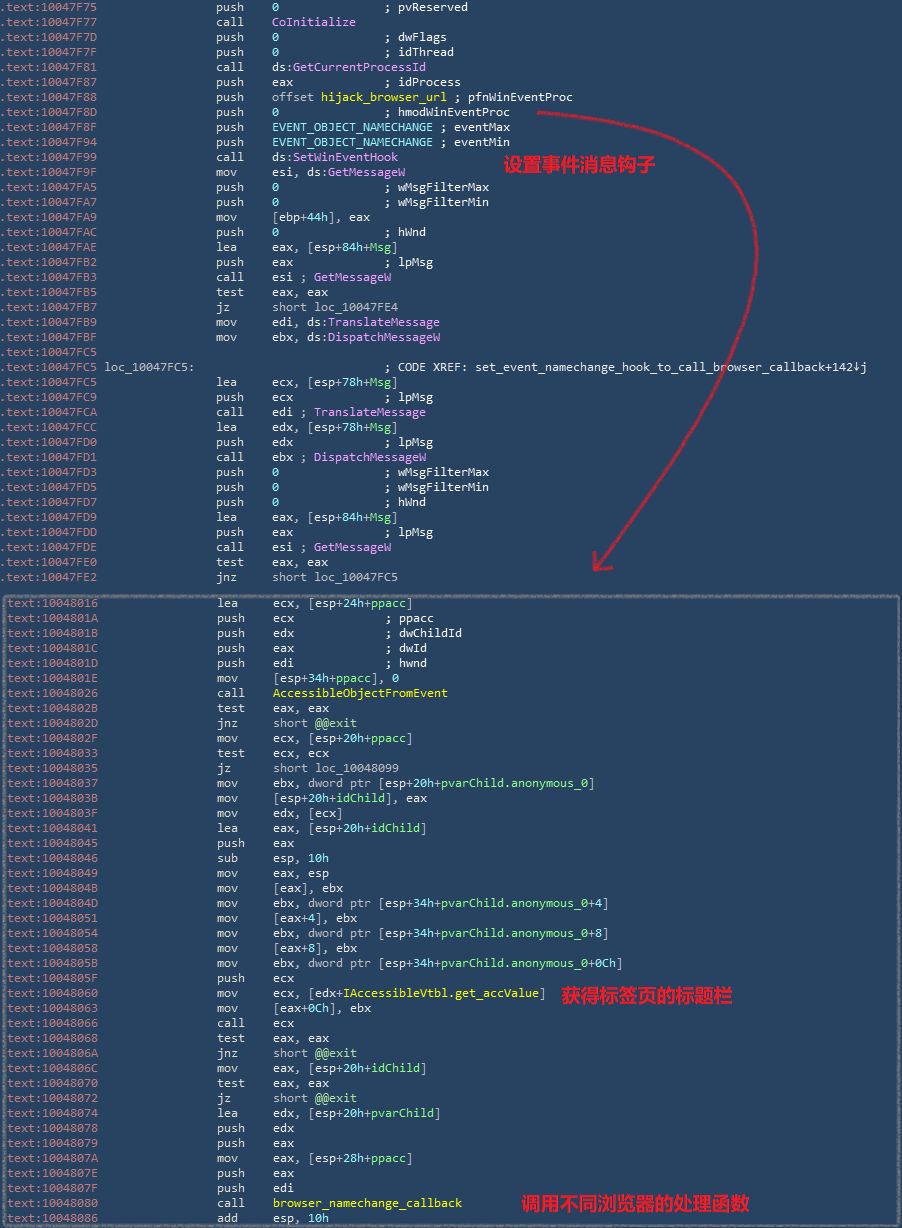 .text:10047F75 push 0 ; pvReserved
.text:10047F77 call CoInitialize
.text:10047F7D push 0 ; dwFlags
.text:10047F7F push 0 ; idThread
.text:10047F81 call ds:GetCurrentProcessId
.text:10047F87 push eax ; idProcess
.text:10047F88 push offset hijack_browser_url ; pfnWinEventProc
.text:10047F8D push 0 ; hmodWinEventProc
.text:10047F8F push EVENT_OBJECT_NAMECHANGE ; eventMax
.text:10047F94 push EVENT_OBJECT_NAMECHANGE ; eventMin
.text:10047F99 call ds:SetWinEventHook
设置事件消息钩子
.text:10047F9F mov esi, ds:GetMessageW
.text:10047FA5 push 0 ; wMsgFilterMax
.text:10047FA7 push 0 ; wMsgFilterMin
.text:10047FA9 mov [ebp+44h], eax
.text:10047FAC push 0 ; hWnd
.text:10047FAE lea eax, [esp+84h+Msg]
.text:10047FB2 push eax ; lpMsg
.text:10047FB3 call esi ; GetMessageW
.text:10047FB5 test eax, eax
.text:10047FB7 jz short loc_10047FE4
.text:10047FB9 mov edi, ds:TranslateMessage
.text:10047FBF mov ebx, ds:DispatchMessageW
.text:10047FC5
.text:10047FC5 loc_10047FC5: ; CODE XREF: set_event_namechange_hook_to_call_browser_callback+142↓j
.text:10047FC5 lea ecx, [esp+78h+Msg]
.text:10047FC9 push ecx ; lpMsg
.text:10047FCA call edi ; TranslateMessage
.text:10047FCC lea edx, [esp+78h+Msg]
.text:10047FD0 push edx ; lpMsg
.text:10047FD1 call ebx ; DispatchMessageW
.text:10047FD3 push 0 ; wMsgFilterMax
.text:10047FD5 push 0 ; wMsgFilterMin
.text:10047FD7 push 0 ; hWnd
.text:10047FD9 lea eax, [esp+84h+Msg]
.text:10047FDD push eax ; lpMsg
.text:10047FDE call esi ; GetMessageW
.text:10047FE0 test eax, eax
.text:10047FE2 jnz short loc_10047FC5
.text:10048016 lea ecx, [esp+24h+ppacc]
.text:1004801A push ecx ; ppacc
.text:1004801B push edx ; dwChildId
.text:1004801C push eax ; dwId
.text:1004801D push edi ; hwnd
.text:1004801E mov [esp+34h+ppacc], 0
.text:10048026 call AccessibleObjectFromEvent
.text:1004802B test eax, eax
.text:1004802D jnz short @@exit
.text:1004802F mov ecx, [esp+20h+ppacc]
.text:10048033 test ecx, ecx
.text:10048035 jz short loc_10048099
.text:10048037 mov ebx, dword ptr [esp+20h+pvarChild.anonymous_0]
.text:1004803B mov [esp+20h+idChild], eax
.text:1004803F mov edx, [ecx]
.text:10048041 lea eax, [esp+20h+idChild]
.text:10048045 push eax
.text:10048046 sub esp, 10h
.text:10048049 mov eax, esp
.text:1004804B mov [eax], ebx
.text:1004804D mov ebx, dword ptr [esp+34h+pvarChild.anonymous_0+4]
.text:10048051 mov [eax+4], ebx
.text:10048054 mov ebx, dword ptr [esp+34h+pvarChild.anonymous_0+8]
.text:10048058 mov [eax+8], ebx
.text:1004805B mov ebx, dword ptr [esp+34h+pvarChild.anonymous_0+0Ch]
.text:1004805F push ecx
.text:10048060 mov ecx, [edx+IAccessibleVtbl.get_accValue] 获得标签页的标题栏
.text:10048063 mov [eax+0Ch], ebx
.text:10048066 call ecx
.text:10048068 test eax, eax
.text:1004806A jnz short @@exit
.text:1004806C mov eax, [esp+20h+idChild]
.text:10048070 test eax, eax
.text:10048072 jz short @@exit
.text:10048074 lea edx, [esp+20h+pvarChild]
.text:10048078 push edx
.text:10048079 push eax
.text:1004807A mov eax, [esp+28h+ppacc]
.text:1004807E push eax
.text:1004807F push edi
.text:10048080 call browser_namechange_callback 调用不同浏览器的处理函数
.text:10048086 add esp, 10h